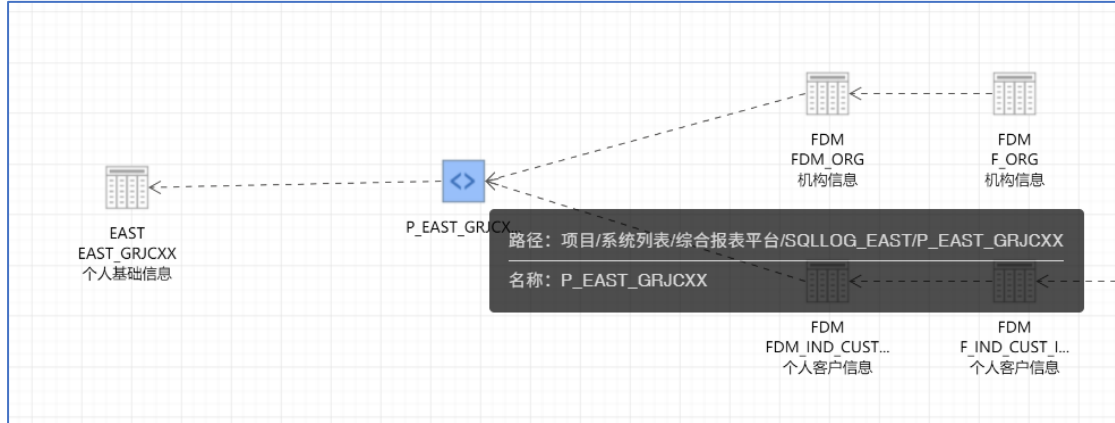 FDM
FDM_ORG
机构信息
FDM
F_ORG
机构信息
EAST
EAST_GRJCXX
个人基础信息
P_EAST_GRJCX...
路径：项目/系统列表/综合报表平台/SQLLOG_EAST/P_EAST_GRJCXX
名称：P_EAST_GRJCXX
FDM
FDM_IND_CUST...
个人客户信息
FDM
F_IND_CUST_I...
个人客户信息